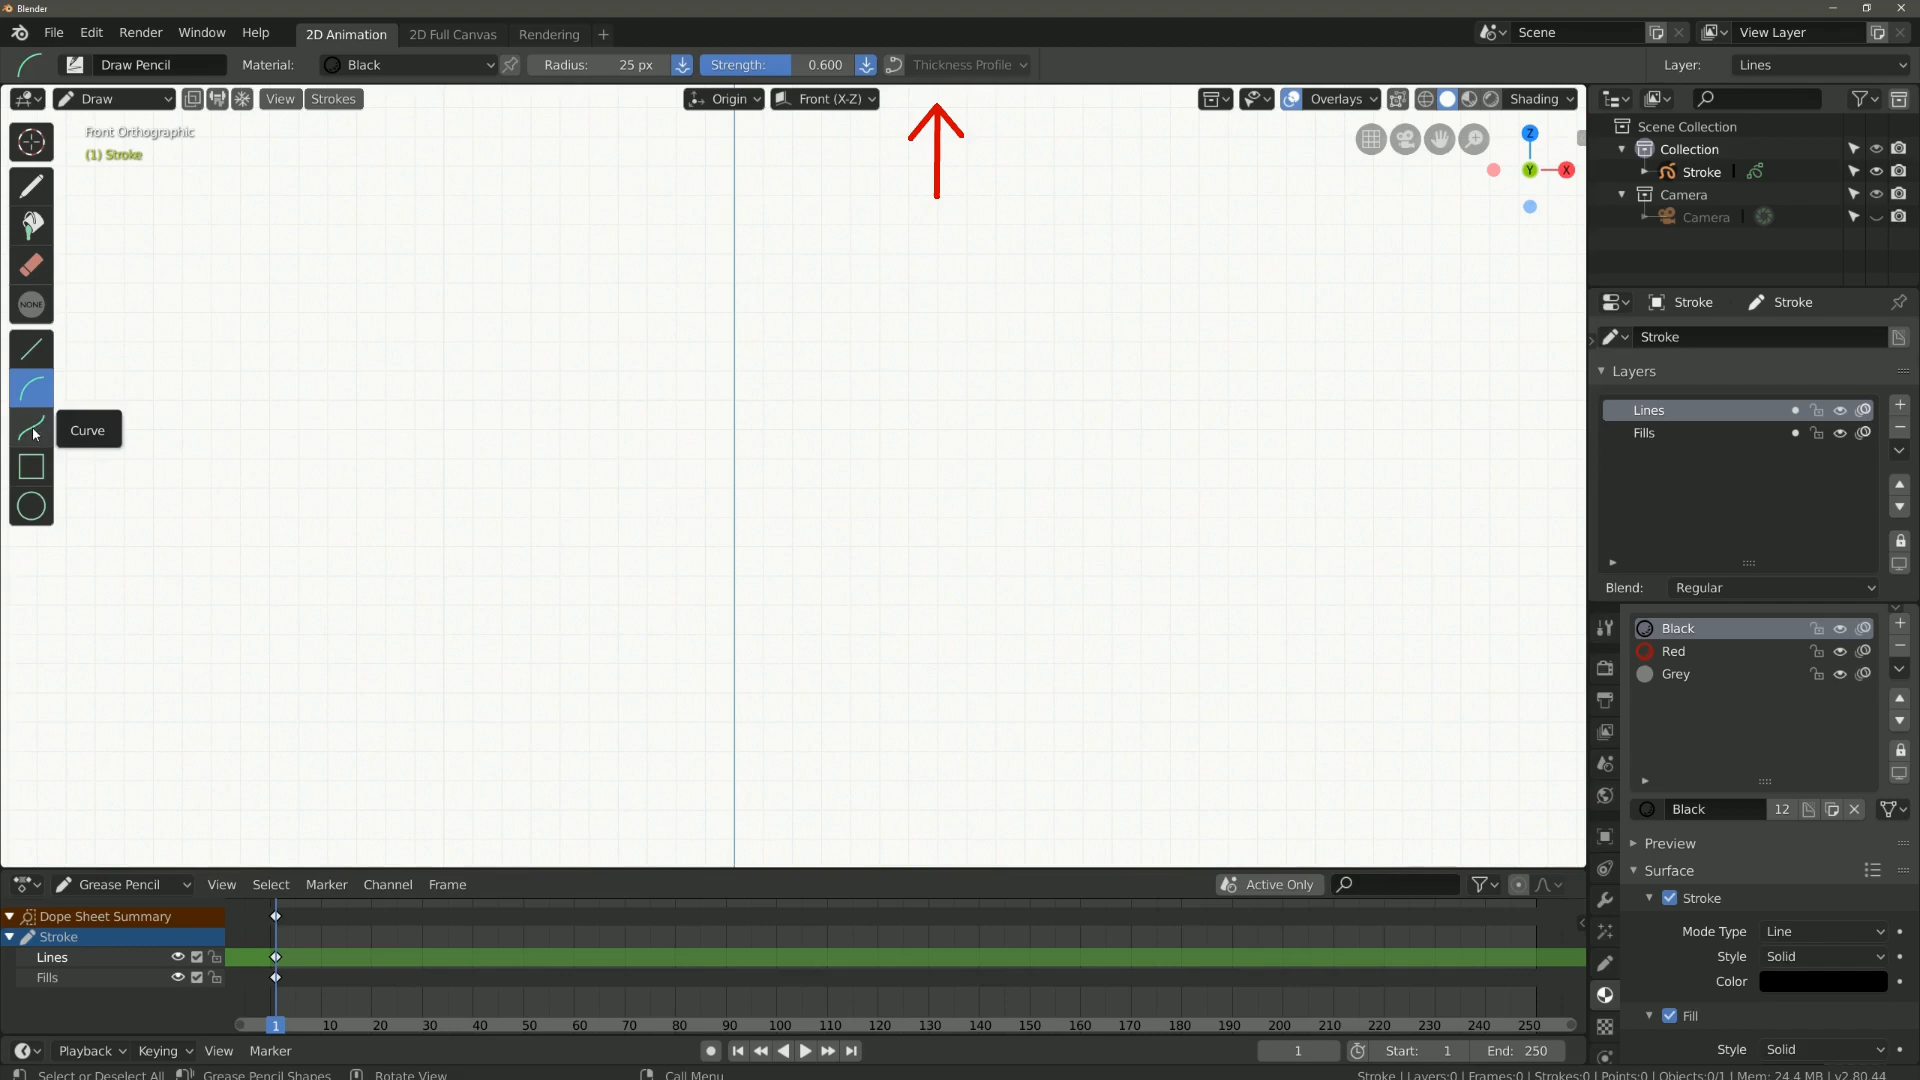 Blender
File Edit Render Window Help 2D Animation 2D Full Canvas Rendering + Scene View Layer
Draw Pencil Material: Black Radius: 25 px Strength: 0.600 Thickness Profile Layer: Lines
Draw View Strokes Origin Front (X-Z) Overlays Shading
Front Orthographic
(1) Stroke
NONE
Curve
Z
Y
X
Scene Collection
Collection
Stroke
Camera
Camera
Stroke Stroke
Stroke
Layers
Lines
Fills
Blend: Regular
Black
Red
Grey
Black 12
Preview
Surface
Stroke
Mode Type Line
Style Solid
Color
Fill
Style Solid
Grease Pencil View Select Marker Channel Frame Active Only
Dope Sheet Summary
Stroke
Lines
Fills
1 10 20 30 40 50 60 70 80 90 100 110 120 130 140 150 160 170 180 190 200 210 220 230 240 250
Playback Keying View Marker 1 Start: 1 End: 250
Select or Deselect All Grease Pencil Shapes Rotate View Call Menu Stroke | Layers:0 | Frames:0 | Strokes:0 | Points:0 | Objects:0/1 | Mem: 24.4 MB | v2.80.44